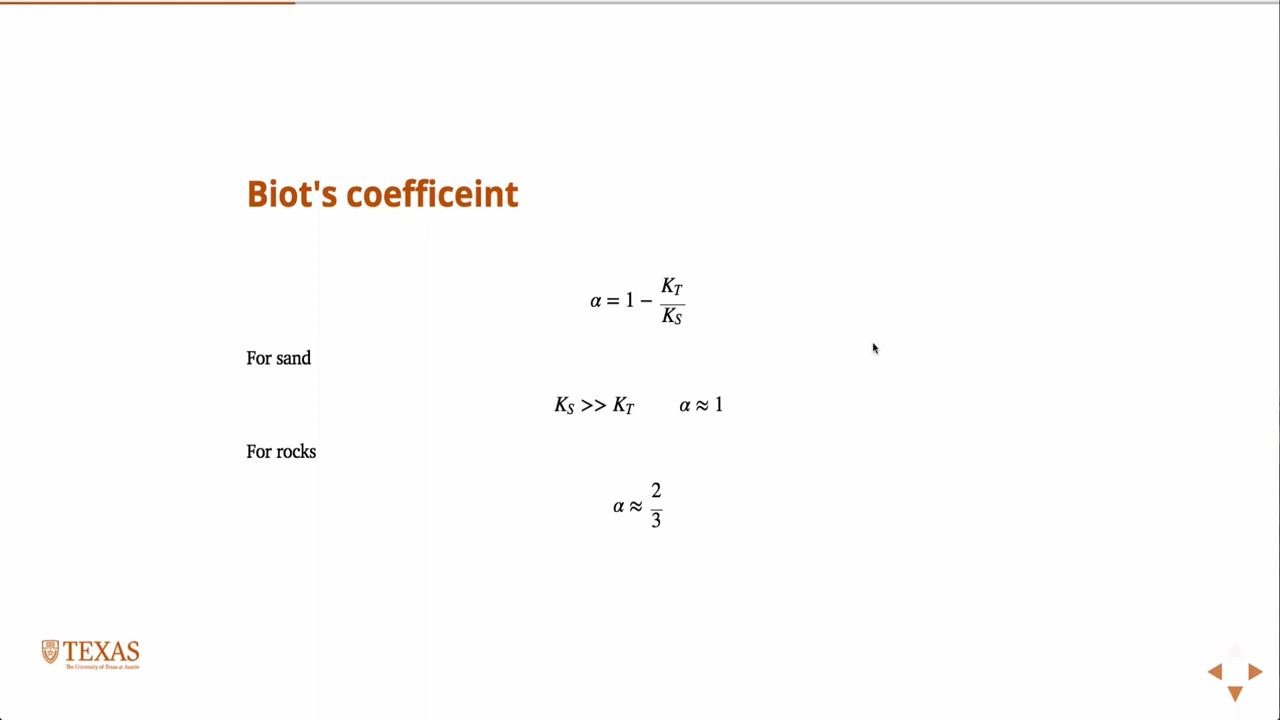 Biot's coefficeint
α = 1 − K_T / K_S
For sand
K_S >> K_T α ≈ 1
For rocks
α ≈ 2/3
TEXAS
The University of Texas at Austin